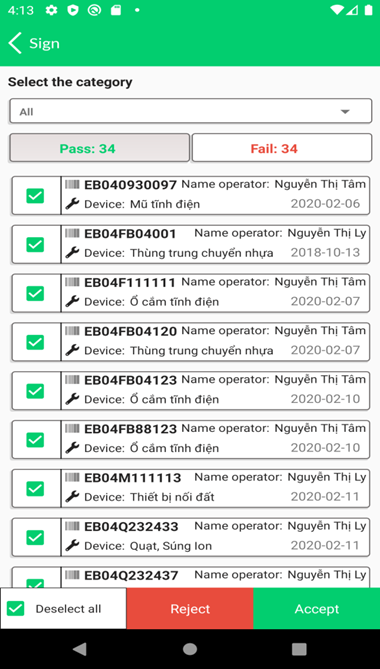 4:13
Sign
Select the category
All
Pass: 34 Fail: 34
EB040930097 Name operator: Nguyễn Thị Tâm
Device: Mũ tĩnh điện 2020-02-06
EB04FB04001 Name operator: Nguyễn Thị Ly
Device: Thùng trung chuyển nhựa 2018-10-13
EB04F111111 Name operator: Nguyễn Thị Tâm
Device: Ổ cắm tĩnh điện 2020-02-07
EB04FB04120 Name operator: Nguyễn Thị Tâm
Device: Thùng trung chuyển nhựa 2020-02-07
EB04FB04123 Name operator: Nguyễn Thị Tâm
Device: Ổ cắm tĩnh điện 2020-02-10
EB04FB88123 Name operator: Nguyễn Thị Tâm
Device: Ổ cắm tĩnh điện 2020-02-10
EB04M111113 Name operator: Nguyễn Thị Ly
Device: Thiết bị nối đất 2020-02-11
EB04Q232433 Name operator: Nguyễn Thị Ly
Device: Quạt, Súng Ion 2020-02-11
EB04Q232437 Name operator: Nguyễn Thị Ly
Deselect all Reject Accept